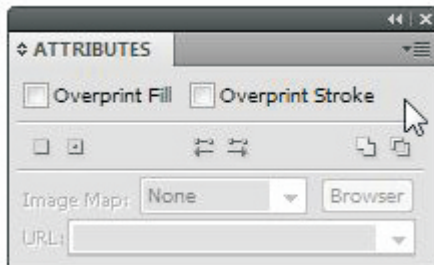 ATTRIBUTES
Overprint Fill Overprint Stroke
Image Map: None Browser
URL: